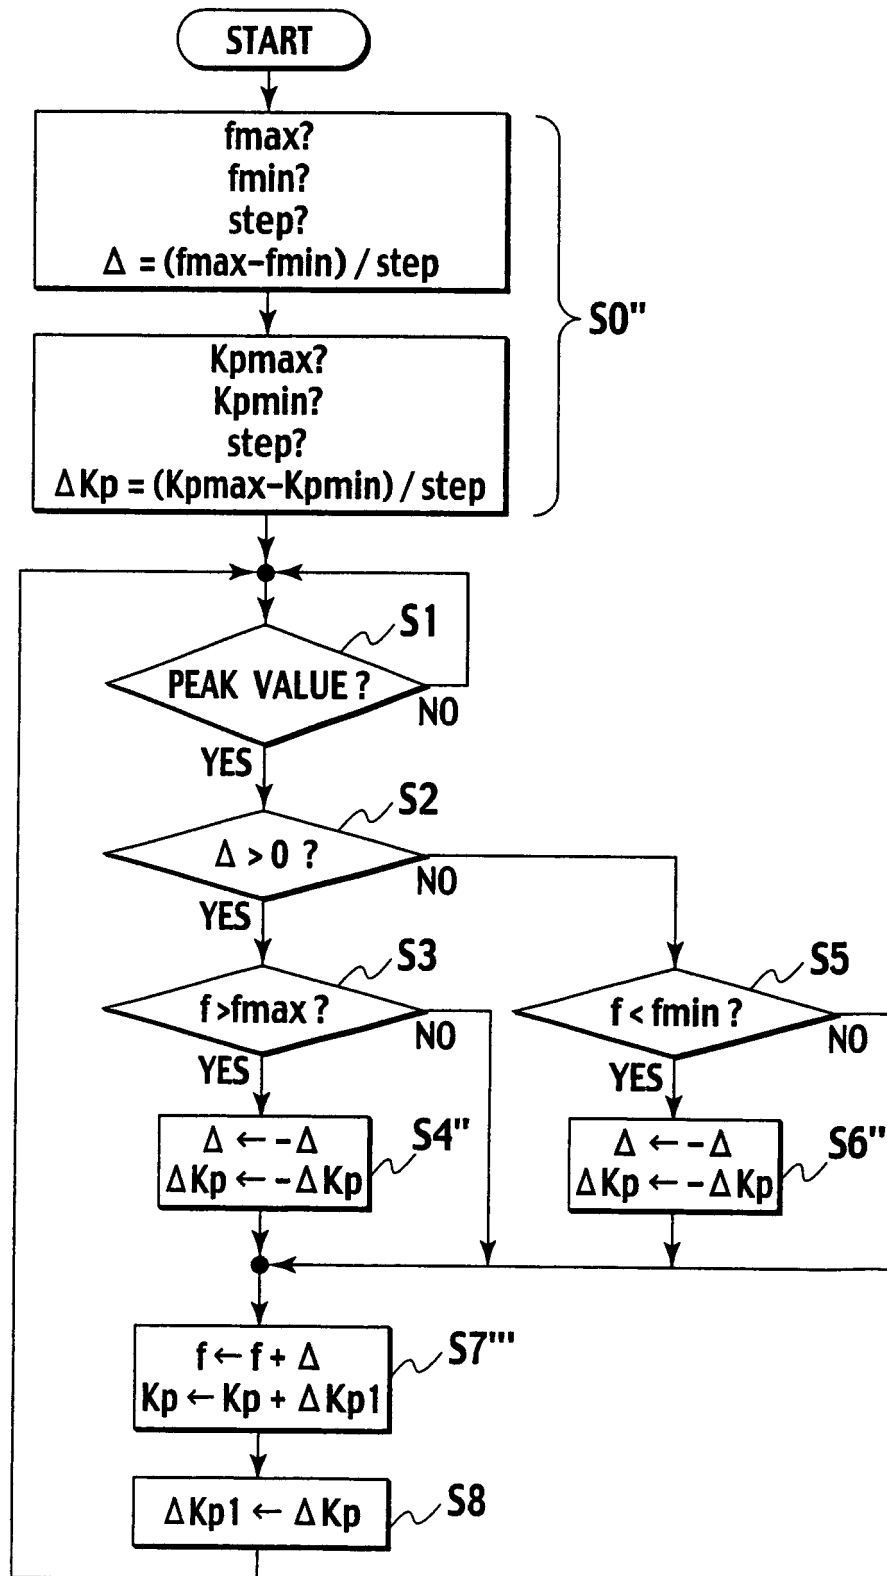 START
fmax?
fmin?
step?
Δ = (fmax-fmin) / step
S0"
Kpmax?
Kpmin?
step?
ΔKp = (Kpmax-Kpmin) / step
S1
PEAK VALUE ?
NO
YES
S2
Δ > 0 ?
NO
YES
S3
f>fmax ?
NO
YES
S5
f < fmin ?
NO
YES
S4"
Δ ← -Δ
ΔKp ← -ΔKp
S6"
Δ ← -Δ
ΔKp ← -ΔKp
S7'''
f ← f + Δ
Kp ← Kp + ΔKp1
S8
ΔKp1 ← ΔKp